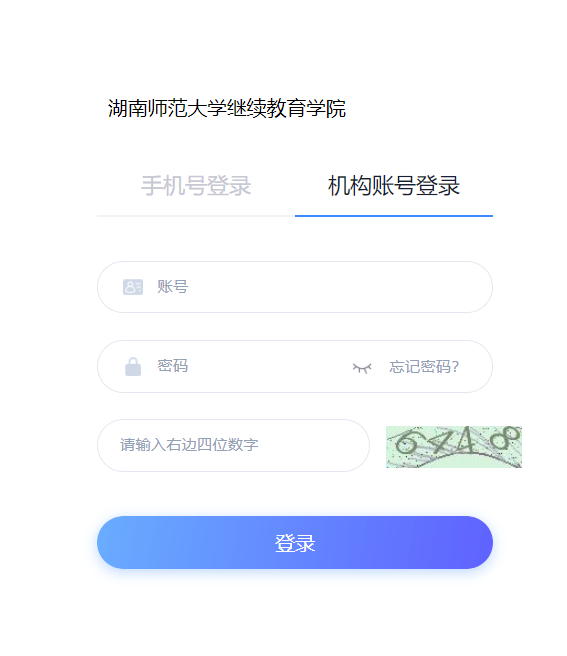 湖南师范大学继续教育学院
手机号登录 机构账号登录
账号
密码 忘记密码?
请输入右边四位数字
登录